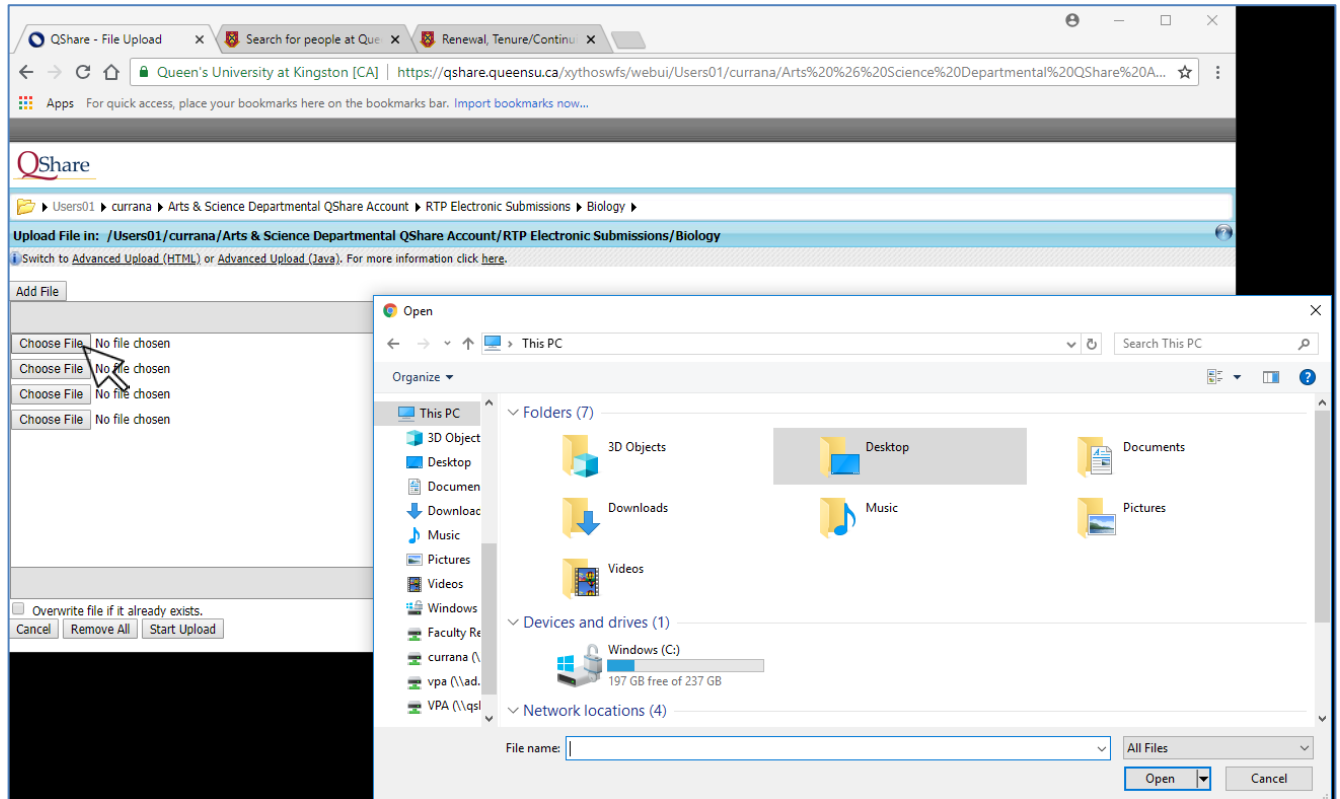 QShare - File Upload
Search for people at Que
Renewal, Tenure/Continu
Queen's University at Kingston [CA] | https://qshare.queensu.ca/xythoswfs/webui/Users01/currana/Arts%20%26%20Science%20Departmental%20QShare%20A...
Apps For quick access, place your bookmarks here on the bookmarks bar. Import bookmarks now...
QShare
Users01 currana Arts & Science Departmental QShare Account RTP Electronic Submissions Biology
Upload File in: /Users01/currana/Arts & Science Departmental QShare Account/RTP Electronic Submissions/Biology
Switch to Advanced Upload (HTML) or Advanced Upload (Java). For more information click here.
Add File
Choose File No file chosen
Choose File No file chosen
Choose File No file chosen
Choose File No file chosen
Overwrite file if it already exists.
Cancel Remove All Start Upload
Open
This PC
Search This PC
Organize
This PC
3D Object
Desktop
Documen
Downloac
Music
Pictures
Videos
Windows
Faculty Re
currana (\
vpa (\\ad.
VPA (\\qsl
Folders (7)
3D Objects
Desktop
Documents
Downloads
Music
Pictures
Videos
Devices and drives (1)
Windows (C:)
197 GB free of 237 GB
Network locations (4)
File name:
All Files
Open
Cancel